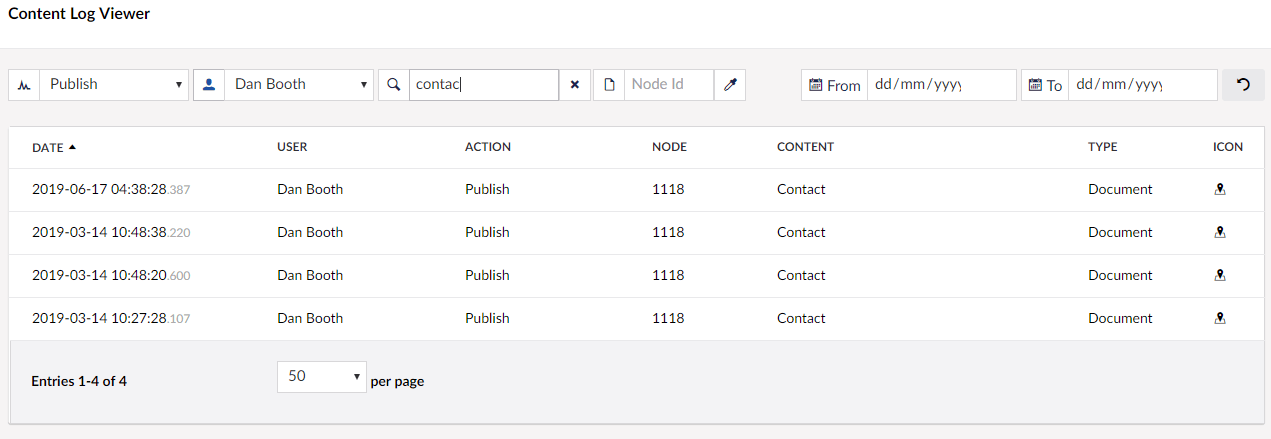 Content Log Viewer
Publish Dan Booth contac Node Id From dd/mm/yyyy To dd/mm/yyyy
DATE USER ACTION NODE CONTENT TYPE ICON
2019-06-17 04:38:28.387 Dan Booth Publish 1118 Contact Document
2019-03-14 10:48:38.220 Dan Booth Publish 1118 Contact Document
2019-03-14 10:48:20.600 Dan Booth Publish 1118 Contact Document
2019-03-14 10:27:28.107 Dan Booth Publish 1118 Contact Document
Entries 1-4 of 4 50 per page